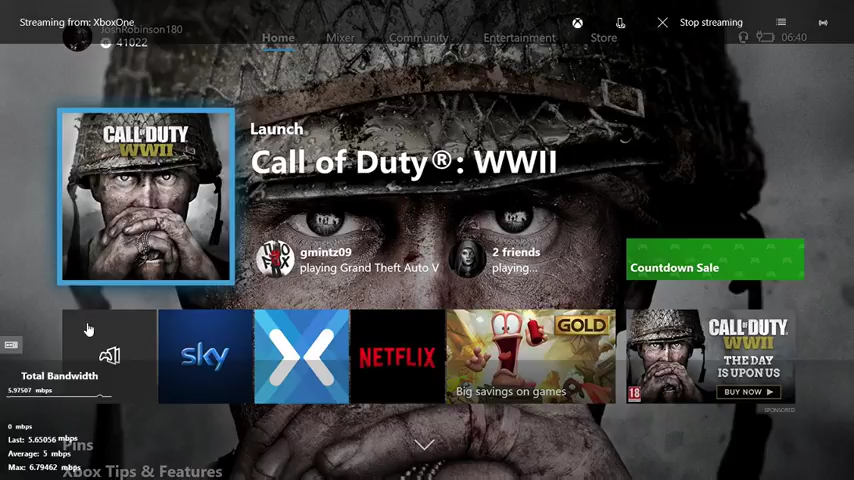 Streaming from: XboxOne
Stop streaming
JoshRobinson180
41022
Home
Mixer
Community
Entertainment
Store
06:40
CALL OF DUTY
WWII
Launch
Call of Duty®: WWII
gmintz09
playing Grand Theft Auto V
2 friends
playing...
Countdown Sale
sky
NETFLIX
GOLD
Big savings on games
CALL OF DUTY
WWII
THE DAY
IS UPON US
18
BUY NOW
SPONSORED
Total Bandwidth
5.97507 mbps
0 mbps
Last: 5.65056 mbps
Average: 5 mbps
Max: 6.79462 mbps
Pins
Xbox Tips & Features